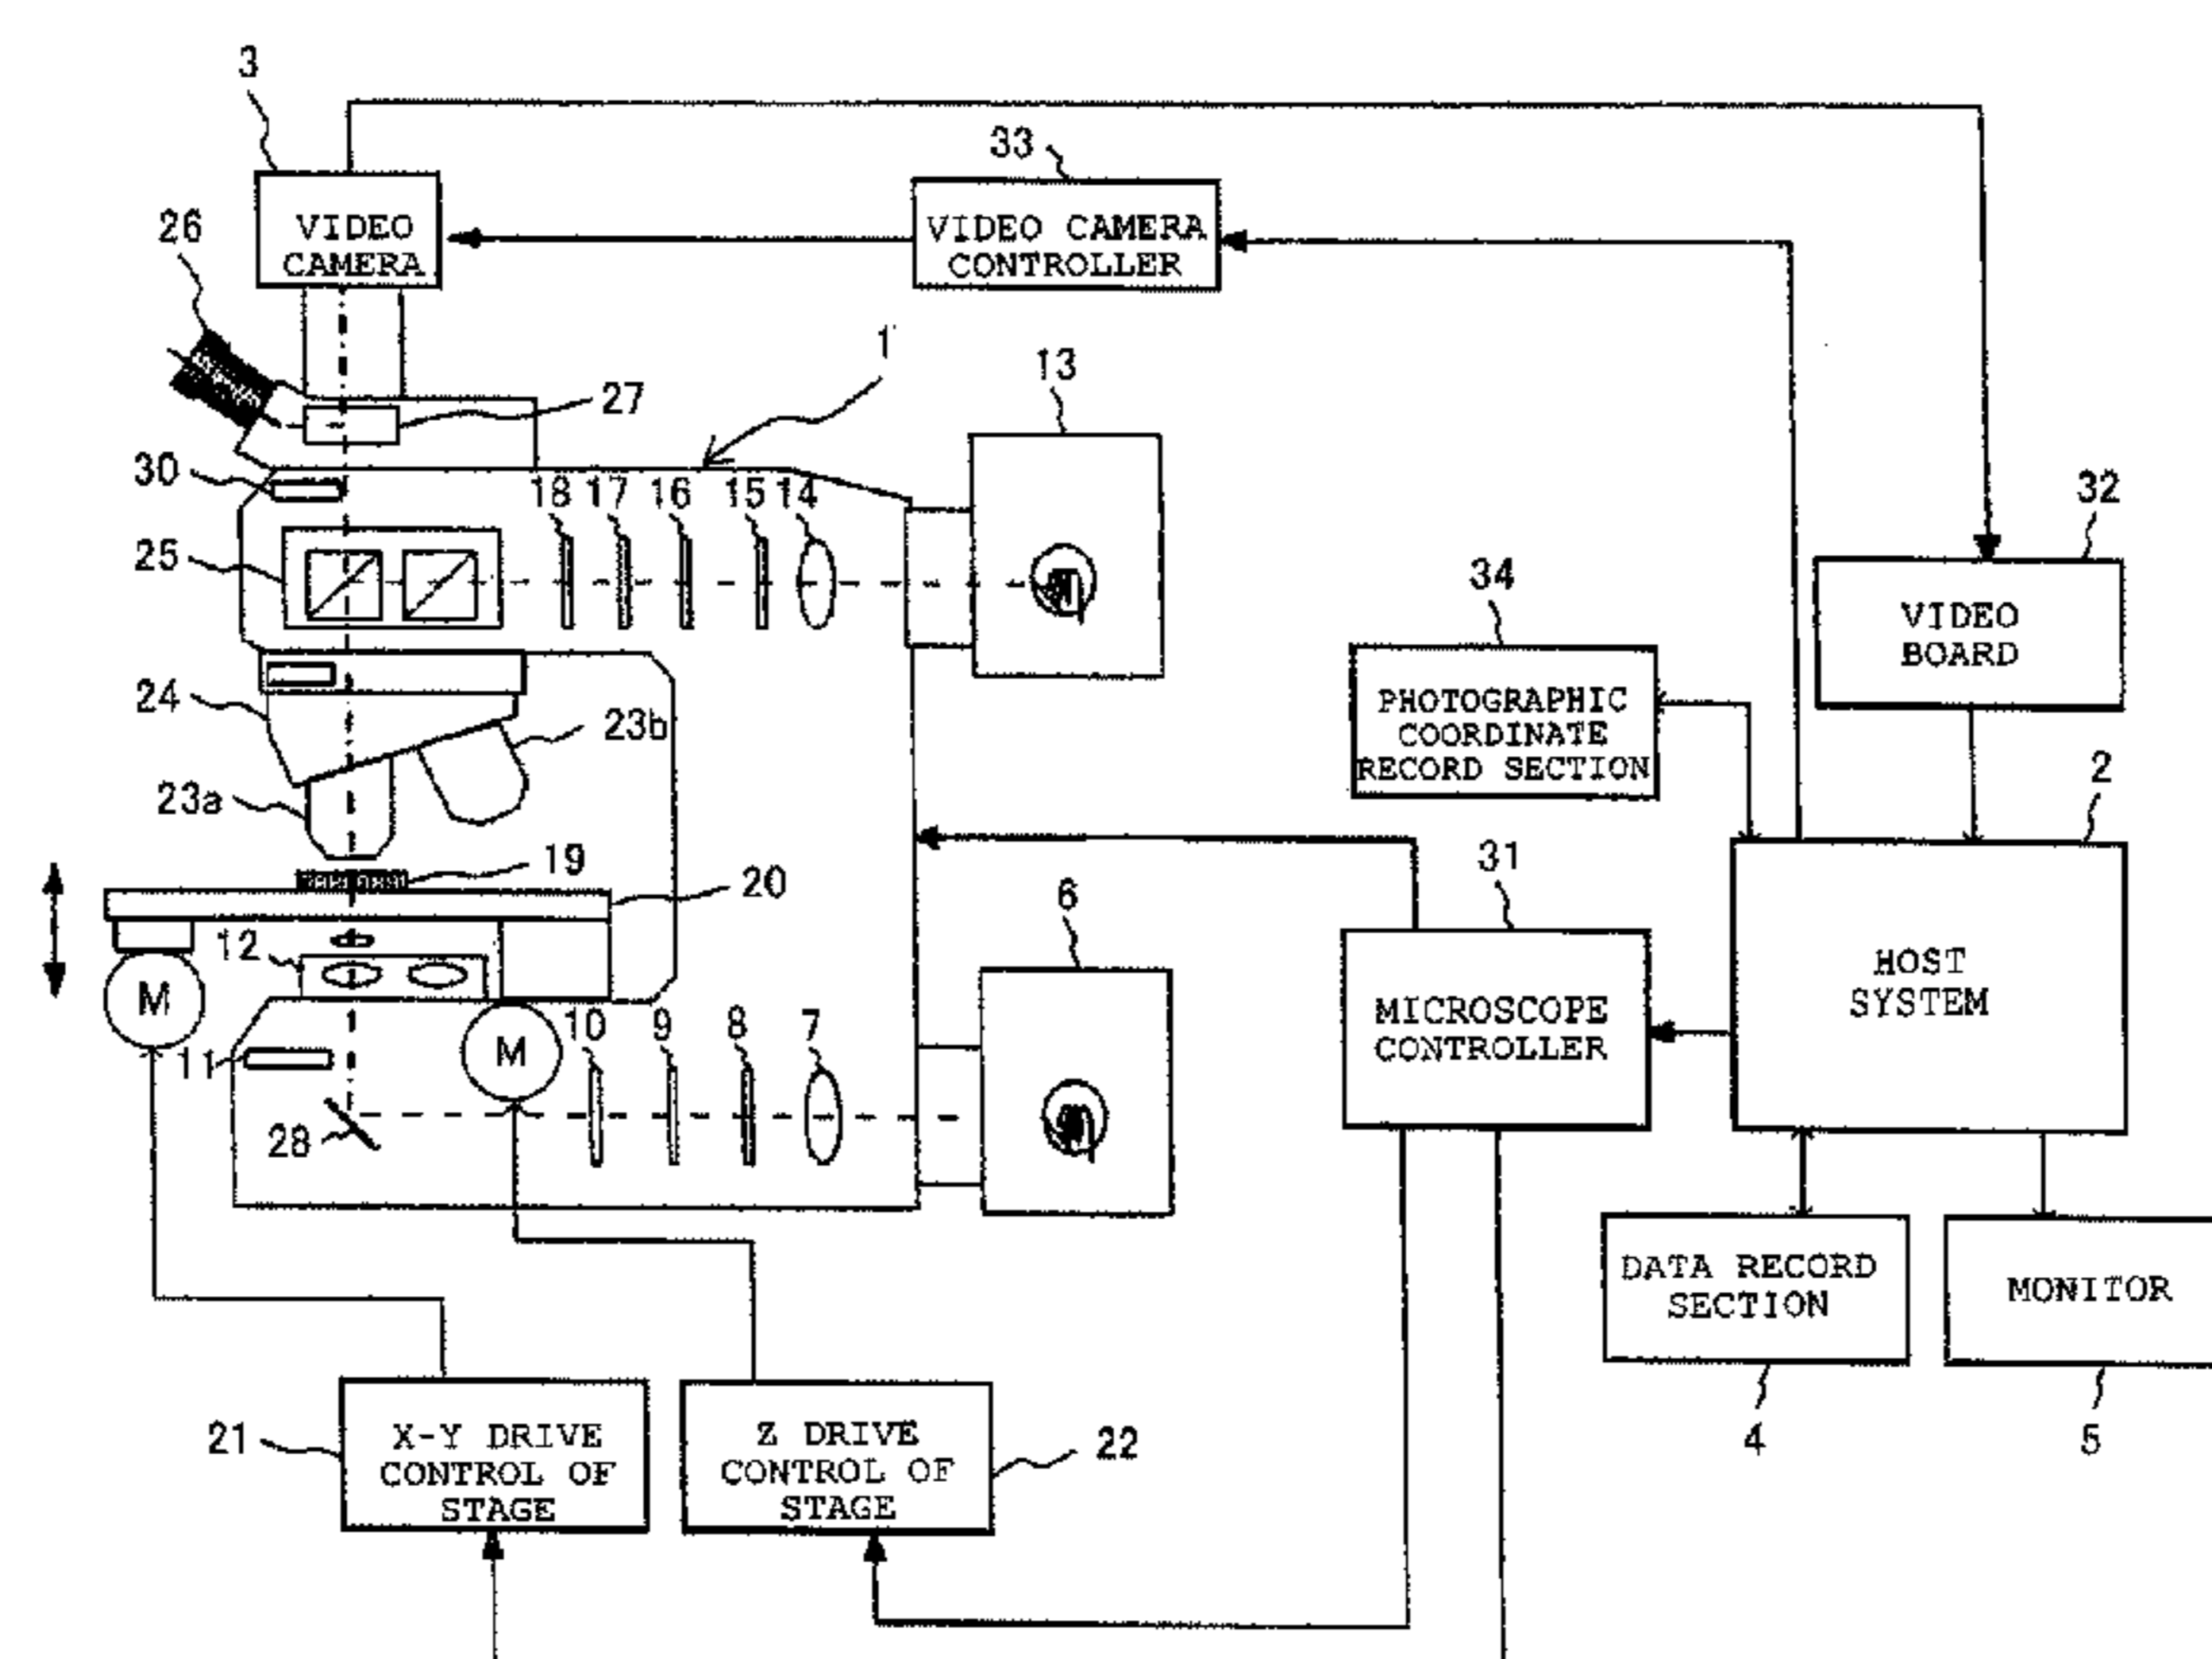 3
33
VIDEO
CAMERA
VIDEO CAMERA
CONTROLLER
26
1
13
27
30
18 17 16 15 14
32
25
34
VIDEO
BOARD
24
23b
PHOTOGRAPHIC
COORDINATE
RECORD SECTION
2
23a
19
31
20
6
12
HOST
SYSTEM
M
MICROSCOPE
CONTROLLER
10 9 8 7
M
11
28
DATA RECORD
SECTION
MONITOR
21
X-Y DRIVE
CONTROL OF
STAGE
Z DRIVE
CONTROL OF
STAGE
22
4
5